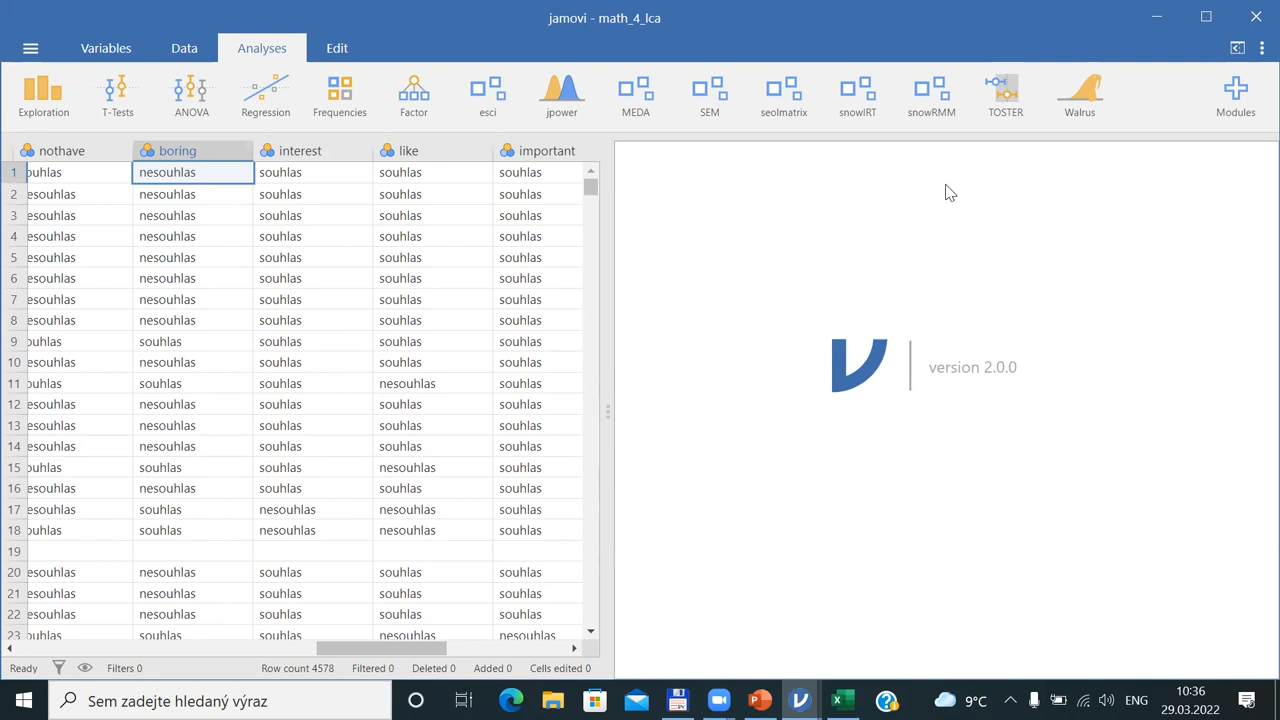 jamovi - math_4_lca
Variables Data Analyses Edit
Exploration T-Tests ANOVA Regression Frequencies Factor esci jpower MEDA SEM seolmatrix snowIRT snowRMM TOSTER Walrus Modules
nothave boring interest like important
1 ouhlas nesouhlas souhlas souhlas souhlas
2 esouhlas nesouhlas souhlas souhlas souhlas
3 esouhlas nesouhlas souhlas souhlas souhlas
4 esouhlas nesouhlas souhlas souhlas souhlas
5 esouhlas nesouhlas souhlas souhlas souhlas
6 esouhlas nesouhlas souhlas souhlas souhlas
7 esouhlas nesouhlas souhlas souhlas souhlas
8 esouhlas nesouhlas souhlas souhlas souhlas
9 ouhlas souhlas souhlas souhlas souhlas
10 esouhlas nesouhlas souhlas souhlas souhlas
11 ouhlas souhlas souhlas nesouhlas souhlas
12 esouhlas nesouhlas souhlas souhlas souhlas
13 esouhlas nesouhlas souhlas souhlas souhlas
14 esouhlas nesouhlas souhlas souhlas souhlas
15 ouhlas souhlas souhlas nesouhlas souhlas
16 esouhlas nesouhlas souhlas souhlas souhlas
17 esouhlas souhlas nesouhlas nesouhlas souhlas
18 ouhlas souhlas nesouhlas nesouhlas souhlas
19
20 esouhlas nesouhlas souhlas souhlas souhlas
21 esouhlas nesouhlas souhlas souhlas souhlas
22 esouhlas nesouhlas souhlas souhlas souhlas
23 ouhlas souhlas souhlas nesouhlas nesouhlas
version 2.0.0
Ready Filters 0 Row count 4578 Filtered 0 Deleted 0 Added 0 Cells edited 0
Sem zadejte hledaný výraz
9°C
ENG
10:36
29.03.2022